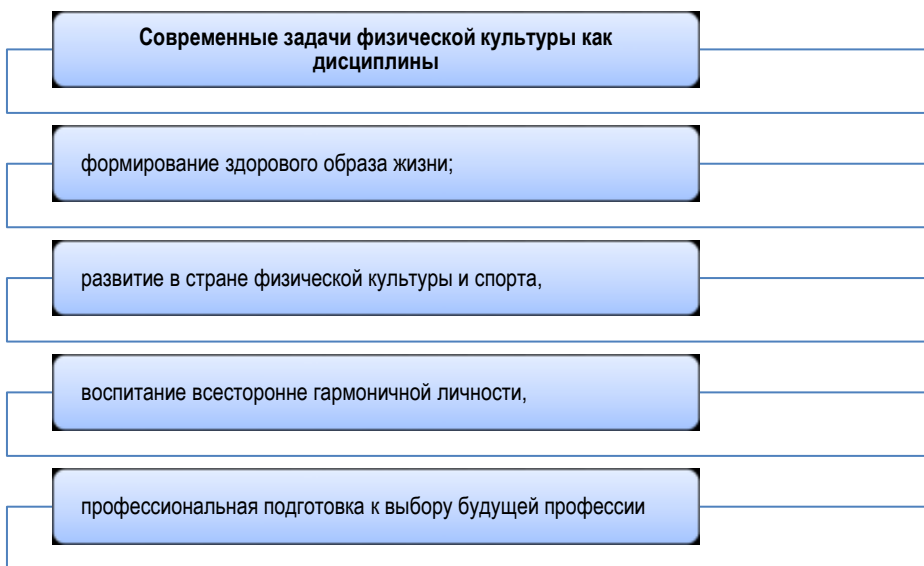 Современные задачи физической культуры как
дисциплины
формирование здорового образа жизни;
развитие в стране физической культуры и спорта,
воспитание всесторонне гармоничной личности,
профессиональная подготовка к выбору будущей профессии